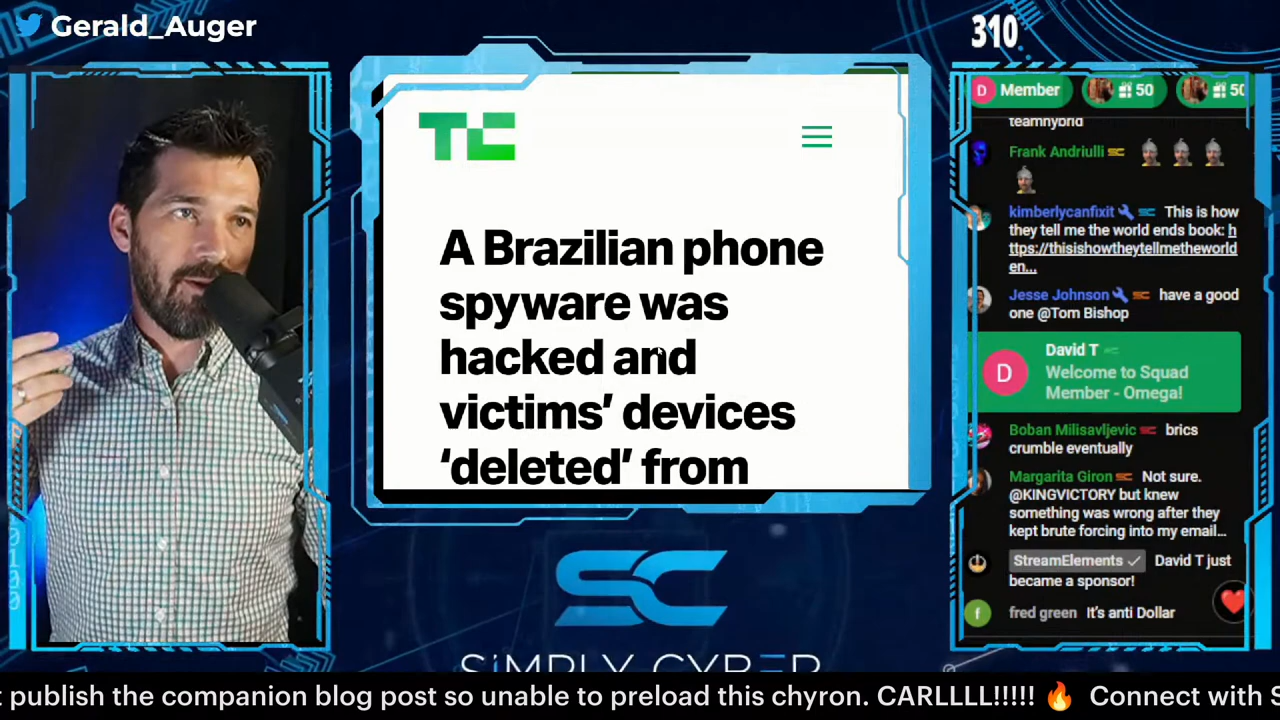 Gerald_Auger
310
TC
A Brazilian phone
spyware was
hacked and
victims’ devices
‘deleted’ from
D Member
50
50
teamnybrid
Frank Andriulli
kimberlycanfixit This is how
they tell me the world ends book: h
ttps://thisishowtheytellmetheworld
en...
Jesse Johnson have a good
one @Tom Bishop
David T
D Welcome to Squad
Member - Omega!
Boban Milisavljevic brics
crumble eventually
Margarita Giron Not sure.
@KINGVICTORY but knew
something was wrong after they
kept brute forcing into my email...
StreamElements David T just
became a sponsor!
f fred green It's anti Dollar
SC
SIMPLY CYBER
t publish the companion blog post so unable to preload this chyron. CARLLLL!!!!! 🔥 Connect with S